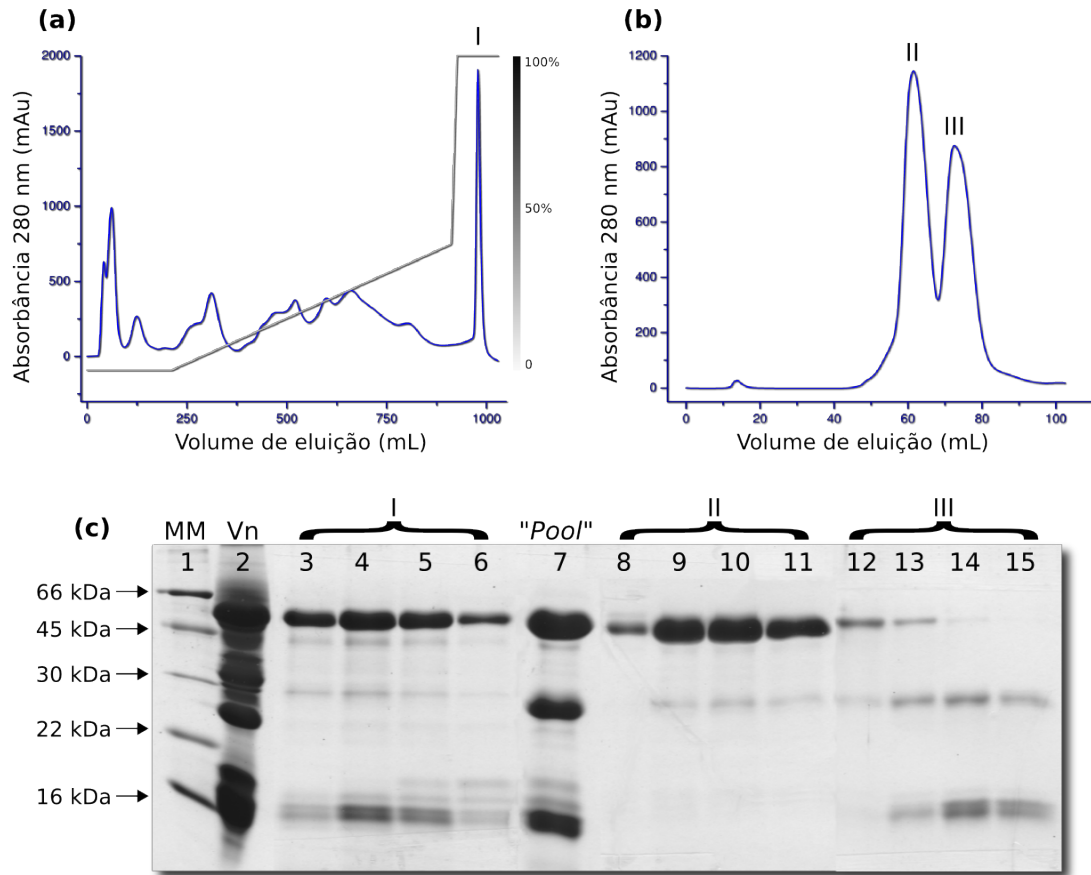 (a)
I
2000
1500
1000
500
0
0
250
500
750
1000
100%
50%
0
Absorbância 280 nm (mAu)
Volume de eluição (mL)
(b)
II
III
1200
1000
800
600
400
200
0
0
20
40
60
80
100
Absorbância 280 nm (mAu)
Volume de eluição (mL)
(c)
I
II
III
MM
Vn
"Pool"
1 2 3 4 5 6 7 8 9 10 11 12 13 14 15
66 kDa
45 kDa
30 kDa
22 kDa
16 kDa